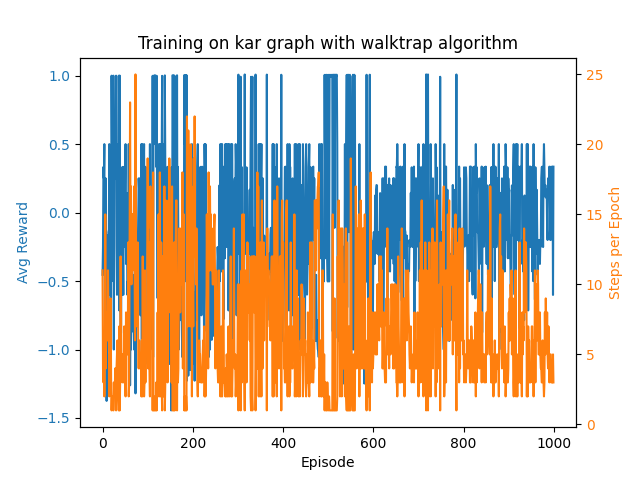 Training on kar graph with walktrap algorithm
1.0
0.5
0.0
−0.5
−1.0
−1.5
Avg Reward
25
20
15
10
5
0
Steps per Epoch
0 200 400 600 800 1000
Episode